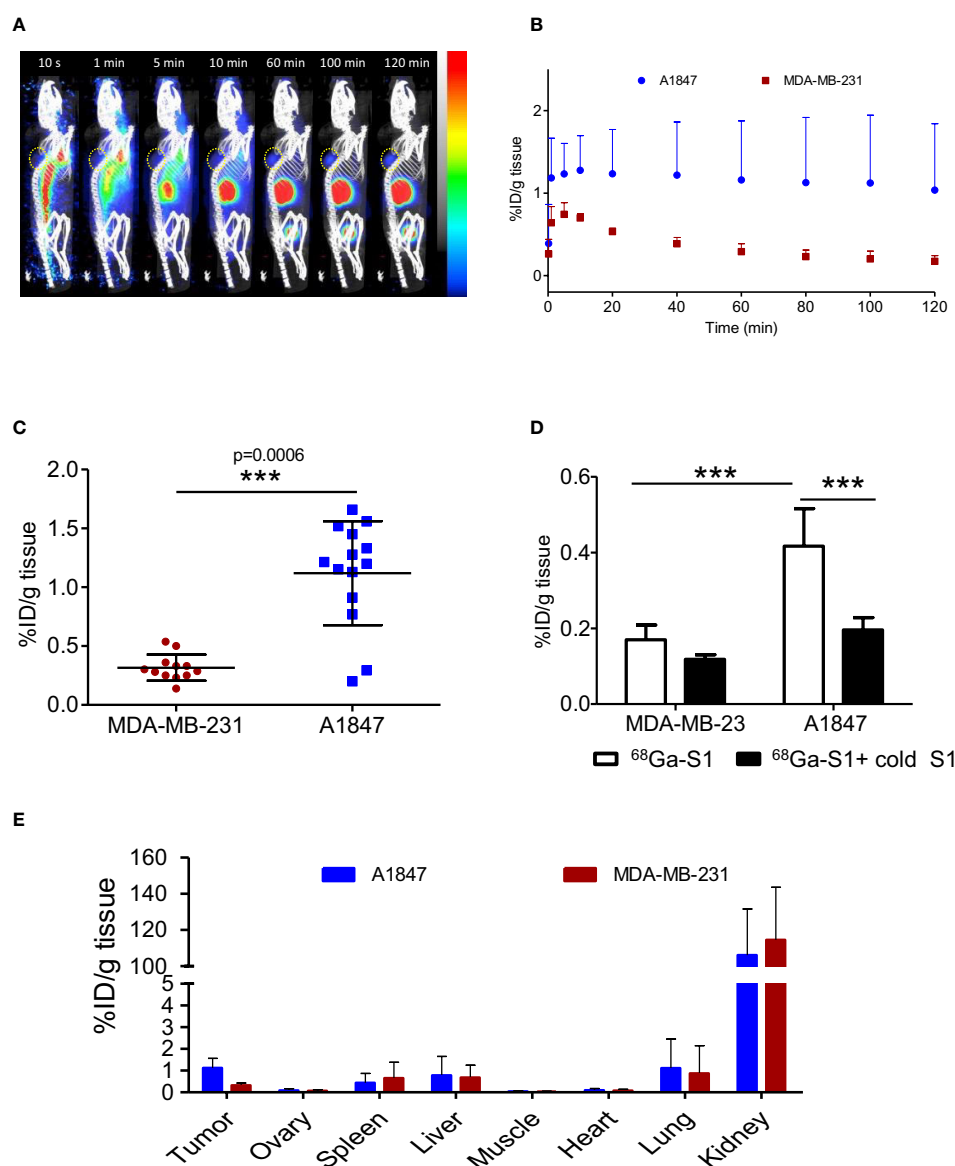 A
10 s 1 min 5 min 10 min 60 min 100 min 120 min
B
A1847 MDA-MB-231
2
1
0
%ID/g tissue
0 20 40 60 80 100 120
Time (min)
C
p=0.0006
***
2.0
1.5
1.0
0.5
0.0
%ID/g tissue
MDA-MB-231 A1847
D
*** ***
0.6
0.4
0.2
0.0
%ID/g tissue
MDA-MB-23 A1847
⁶⁸Ga-S1 ⁶⁸Ga-S1+ cold S1
E
A1847 MDA-MB-231
160
140
120
100
5
4
3
2
1
0
%ID/g tissue
Tumor Ovary Spleen Liver Muscle Heart Lung Kidney